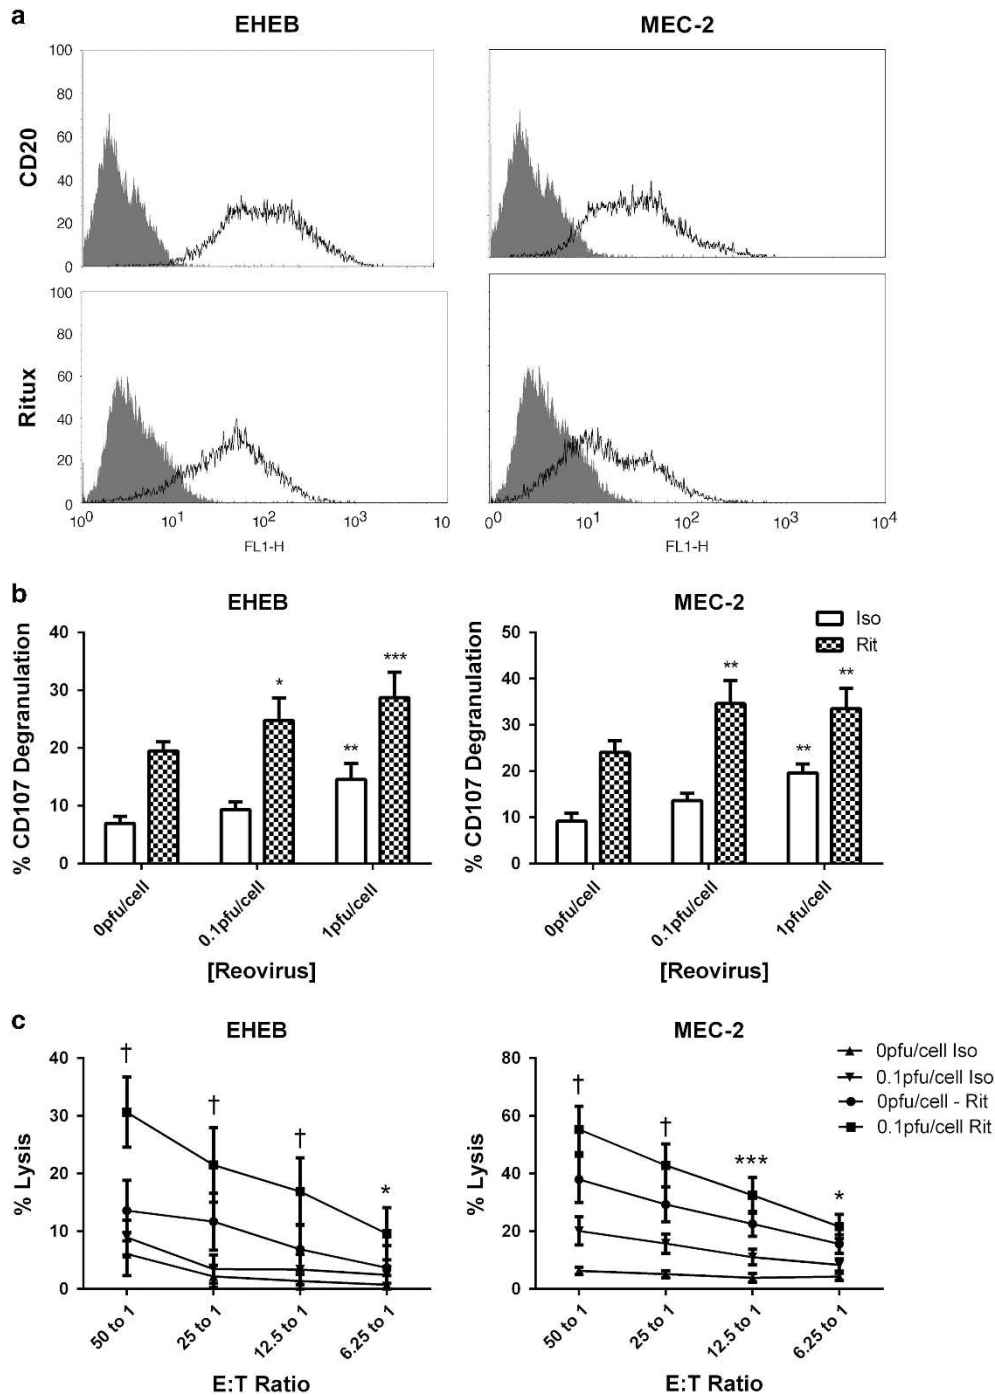 a
EHEB
MEC-2
CD20
100
80
60
40
20
0
Ritux
100
80
60
40
20
0
10⁰ 10¹ 10² 10³ 10
FL1-H
0⁰ 10¹ 10² 10³ 10⁴
FL1-H
b
EHEB
% CD107 Degranulation
40
30
20
10
0
*
**
***
0pfu/cell
0.1pfu/cell
1pfu/cell
[Reovirus]
MEC-2
% CD107 Degranulation
50
40
30
20
10
0
**
**
**
Iso
Rit
0pfu/cell
0.1pfu/cell
1pfu/cell
[Reovirus]
c
EHEB
% Lysis
40
30
20
10
0
†
†
†
*
50 to 1
25 to 1
12.5 to 1
6.25 to 1
E:T Ratio
MEC-2
% Lysis
80
60
40
20
0
†
†
***
*
50 to 1
25 to 1
12.5 to 1
6.25 to 1
E:T Ratio
0pfu/cell Iso
0.1pfu/cell Iso
0pfu/cell - Rit
0.1pfu/cell Rit